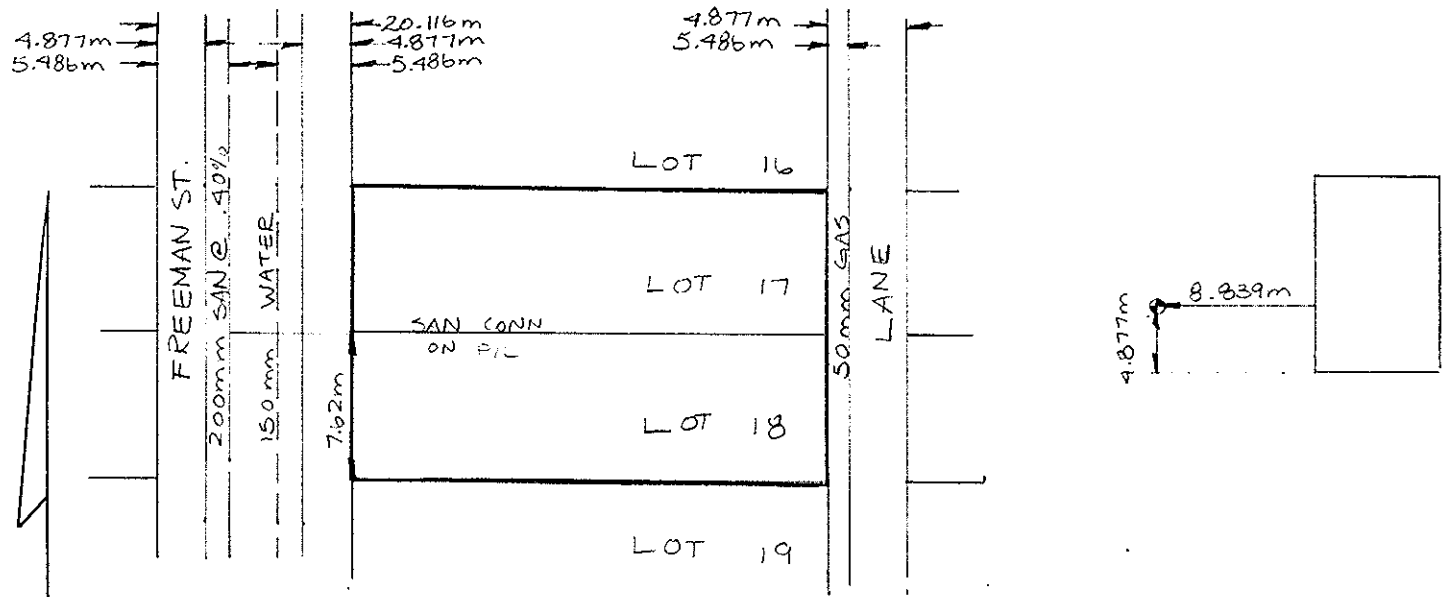 4.877m
5.486m
20.116m
4.877m
5.486m
4.877m
5.486m
FREEMAN ST.
200mm SAN @ .40%
150mm WATER
LOT 16
LOT 17
SAN CONN
ON P/L
7.62m
LOT 18
LOT 19
50mm GAS
LANE
8.839m
4.877m